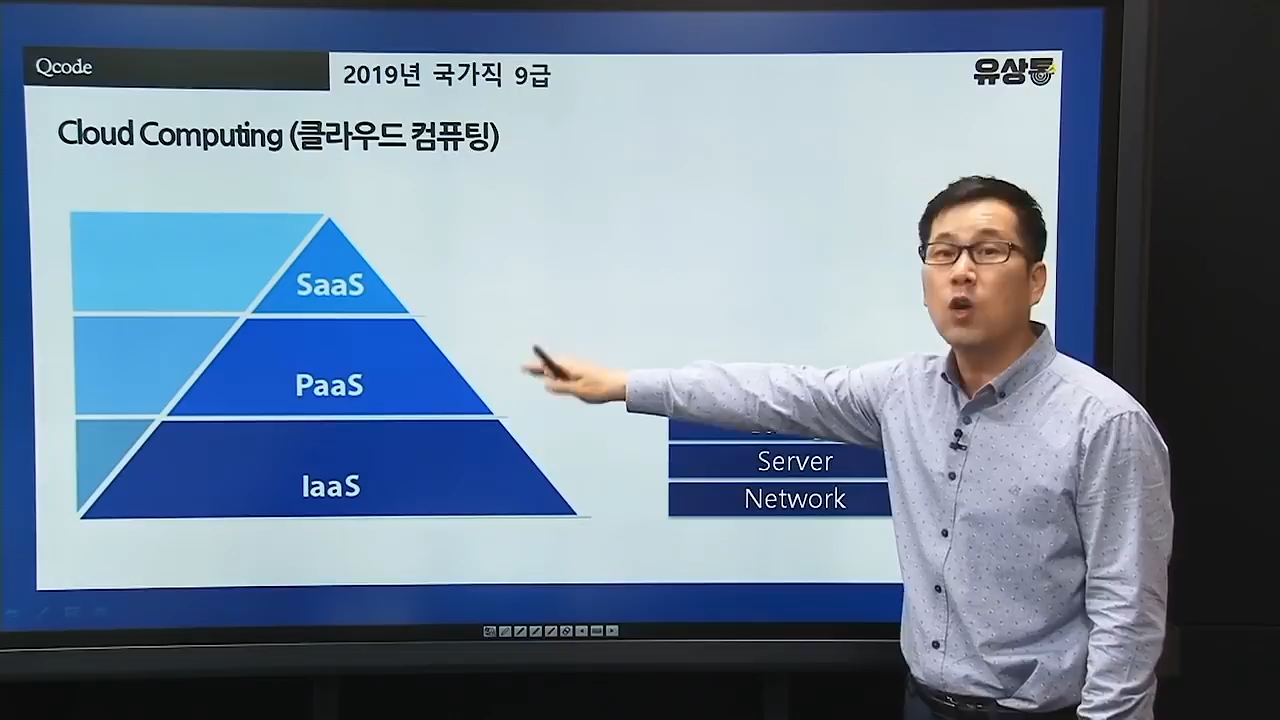 Qcode
2019년 국가직 9급
유상통
Cloud Computing (클라우드 컴퓨팅)
SaaS
PaaS
IaaS
Server
Network